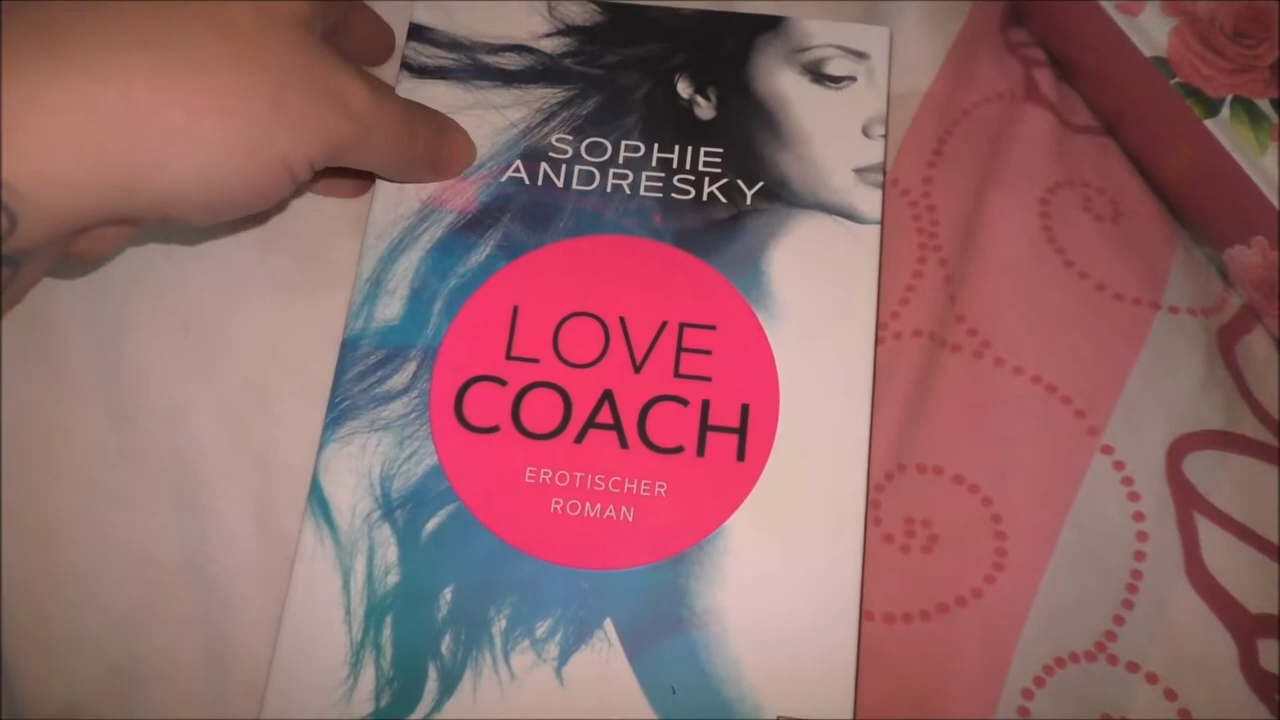 SOPHIE
ANDRESKY
LOVE
COACH
EROTISCHER
ROMAN